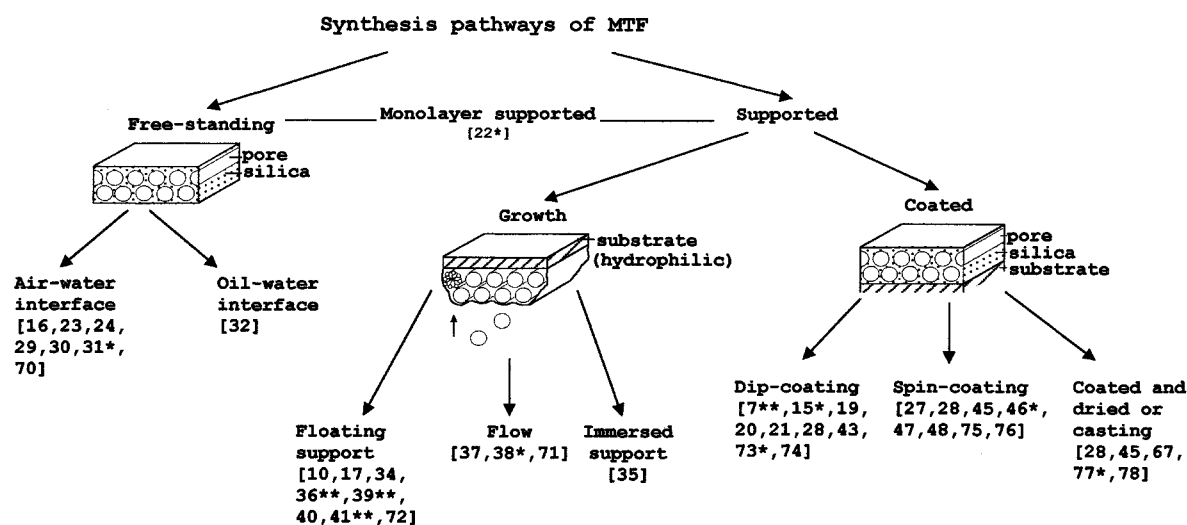 Synthesis pathways of MTF
Free-standing
Monolayer supported
[22*]
Supported
pore
silica
Air-water
interface
[16,23,24,
29,30,31*,
70]
Oil-water
interface
[32]
Growth
substrate
(hydrophilic)
Floating
support
[10,17,34,
36**,39**,
40,41**,72]
Flow
[37,38*,71]
Immersed
support
[35]
Coated
pore
silica
substrate
Dip-coating
[7**,15*,19,
20,21,28,43,
73*,74]
Spin-coating
[27,28,45,46*,
47,48,75,76]
Coated and
dried or
casting
[28,45,67,
77*,78]